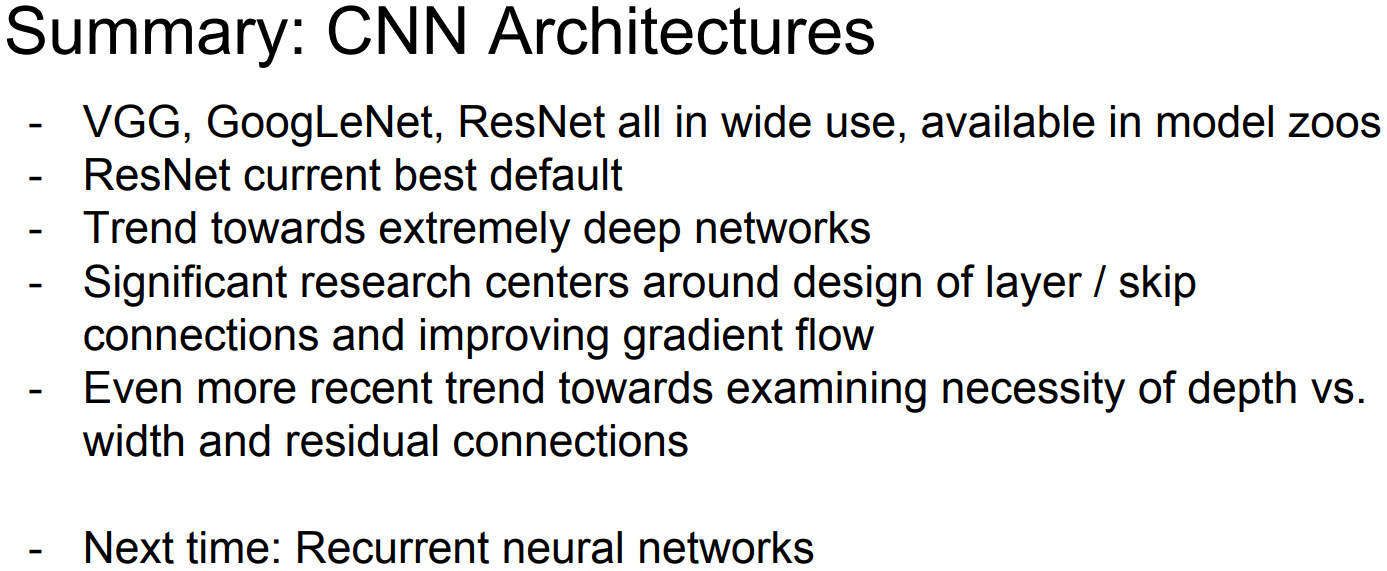 Summary: CNN Architectures
- VGG, GoogLeNet, ResNet all in wide use, available in model zoos
- ResNet current best default
- Trend towards extremely deep networks
- Significant research centers around design of layer / skip
connections and improving gradient flow
- Even more recent trend towards examining necessity of depth vs.
width and residual connections
- Next time: Recurrent neural networks